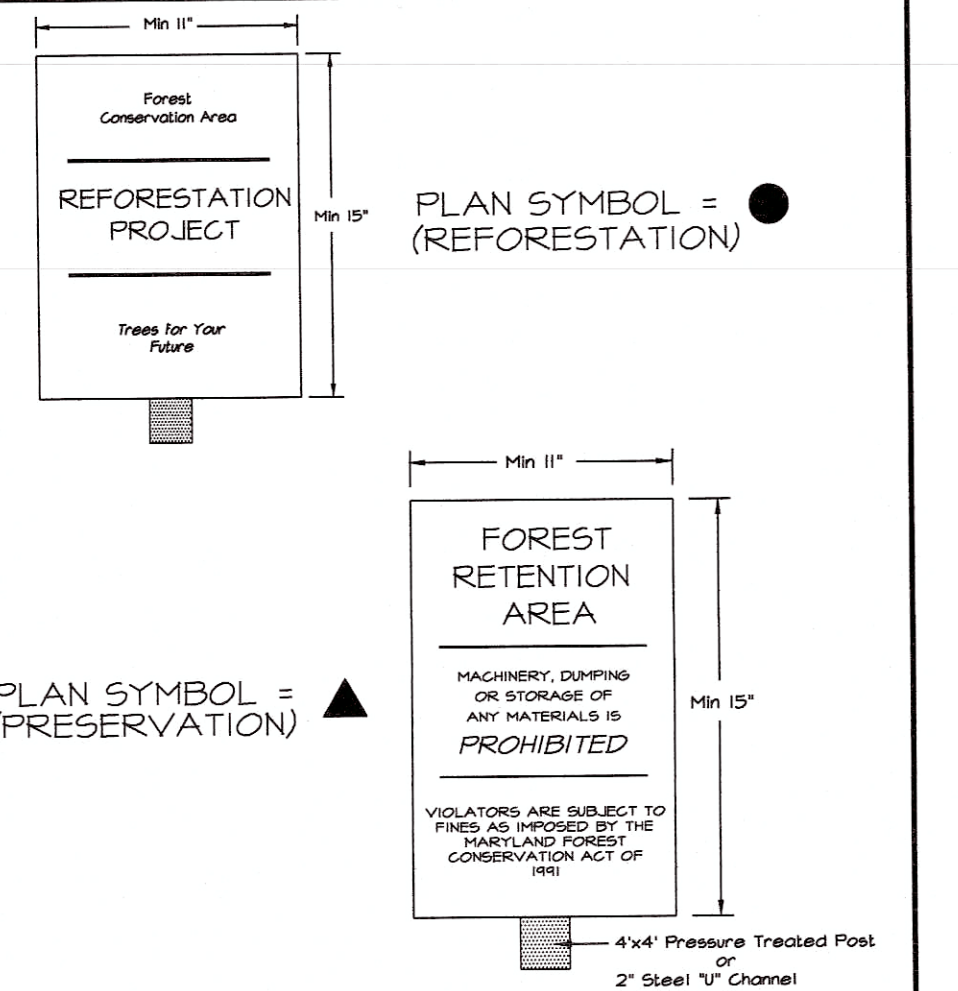 Min 11"
Forest
Conservation Area
REFORESTATION
PROJECT
Trees for Your
Future
Min 15"
PLAN SYMBOL =
(REFORESTATION)
Min 11"
FOREST
RETENTION
AREA
MACHINERY, DUMPING
OR STORAGE OF
ANY MATERIALS IS
PROHIBITED
VIOLATORS ARE SUBJECT TO
FINES AS IMPOSED BY THE
MARYLAND FOREST
CONSERVATION ACT OF
1991
Min 15"
PLAN SYMBOL =
(PRESERVATION)
4'x4' Pressure Treated Post
or
2" Steel "U" Channel